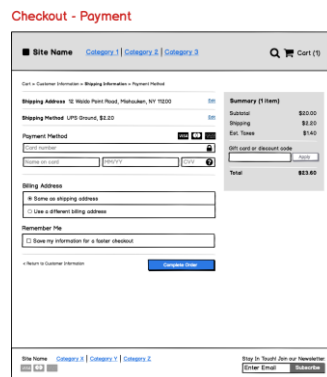 Checkout - Payment
Site Name Category 1 | Category 2 | Category 3 Cart (1)
Cart > Customer Information > Shipping Information > Payment Method
Shipping Address 12 Waldo Point Road, Miskauken, NY 11200 Edit
Shipping Method UPS Ground, $2.20 Edit
Payment Method
Card number
Name on card MM/YY CVV ?
Billing Address
Same as shipping address
Use a different billing address
Remember Me
Save my information for a faster checkout
< Return to Customer Information Complete Order
Summary (1 item)
Subtotal $20.00
Shipping $2.20
Est. Taxes $1.40
Gift card or discount code
Apply
Total $23.60
Site Name Category X | Category Y | Category Z
Stay In Touch! Join our Newsletter
Enter Email Subscribe